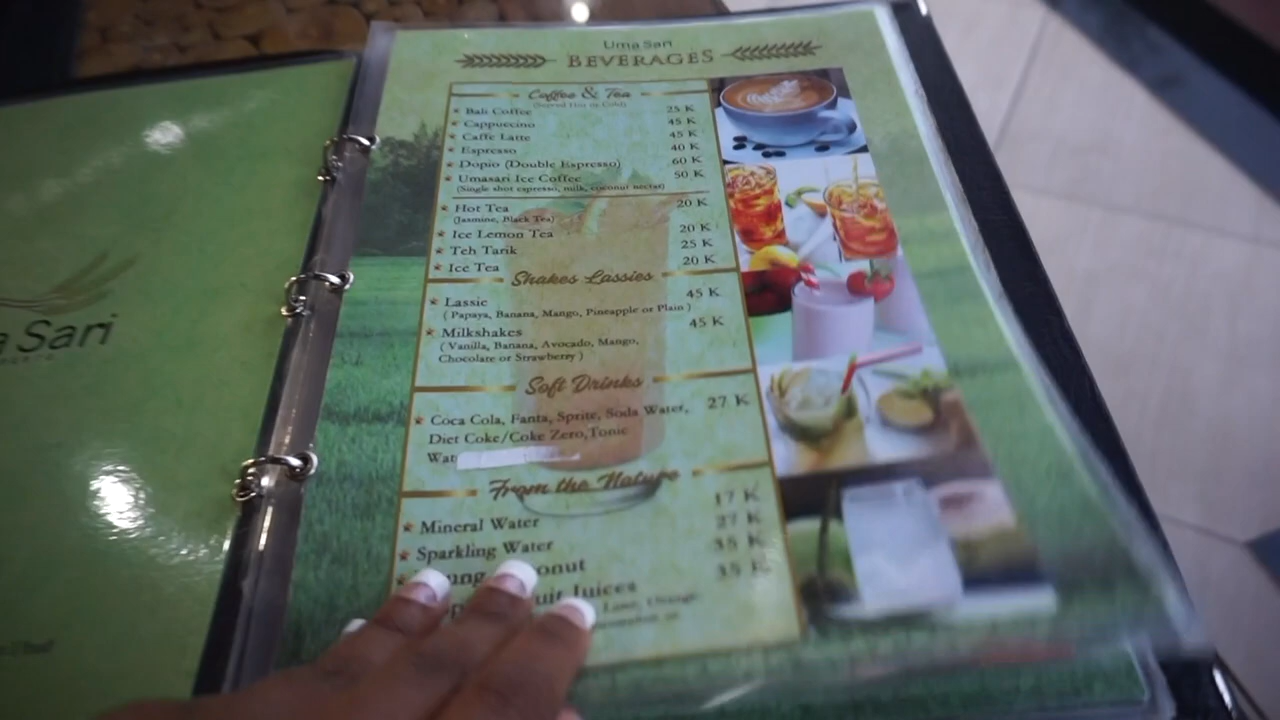 Uma Sari
BEVERAGES
Coffee & Tea
(Served Hot or Cold)
Bali Coffee 25 K
Cappuccino 45 K
Caffe Latte 45 K
Espresso 40 K
Dopio (Double Espresso) 60 K
Umasari Ice Coffee 50 K
(Single shot espresso, milk, coconut nectar)
Hot Tea 20 K
(Jasmine, Black Tea)
Ice Lemon Tea 20 K
Teh Tarik 25 K
Ice Tea 20 K
Shakes Lassies
Lassie 45 K
( Papaya, Banana, Mango, Pineapple or Plain )
Milkshakes 45 K
( Vanilla, Banana, Avocado, Mango,
Chocolate or Strawberry )
Soft Drinks
Coca Cola, Fanta, Sprite, Soda Water, 27 K
Diet Coke/Coke Zero,Tonic
Wat
From the Nature
Mineral Water 17 K
Sparkling Water 27 K
35 K
Juices 35 K
a Sari